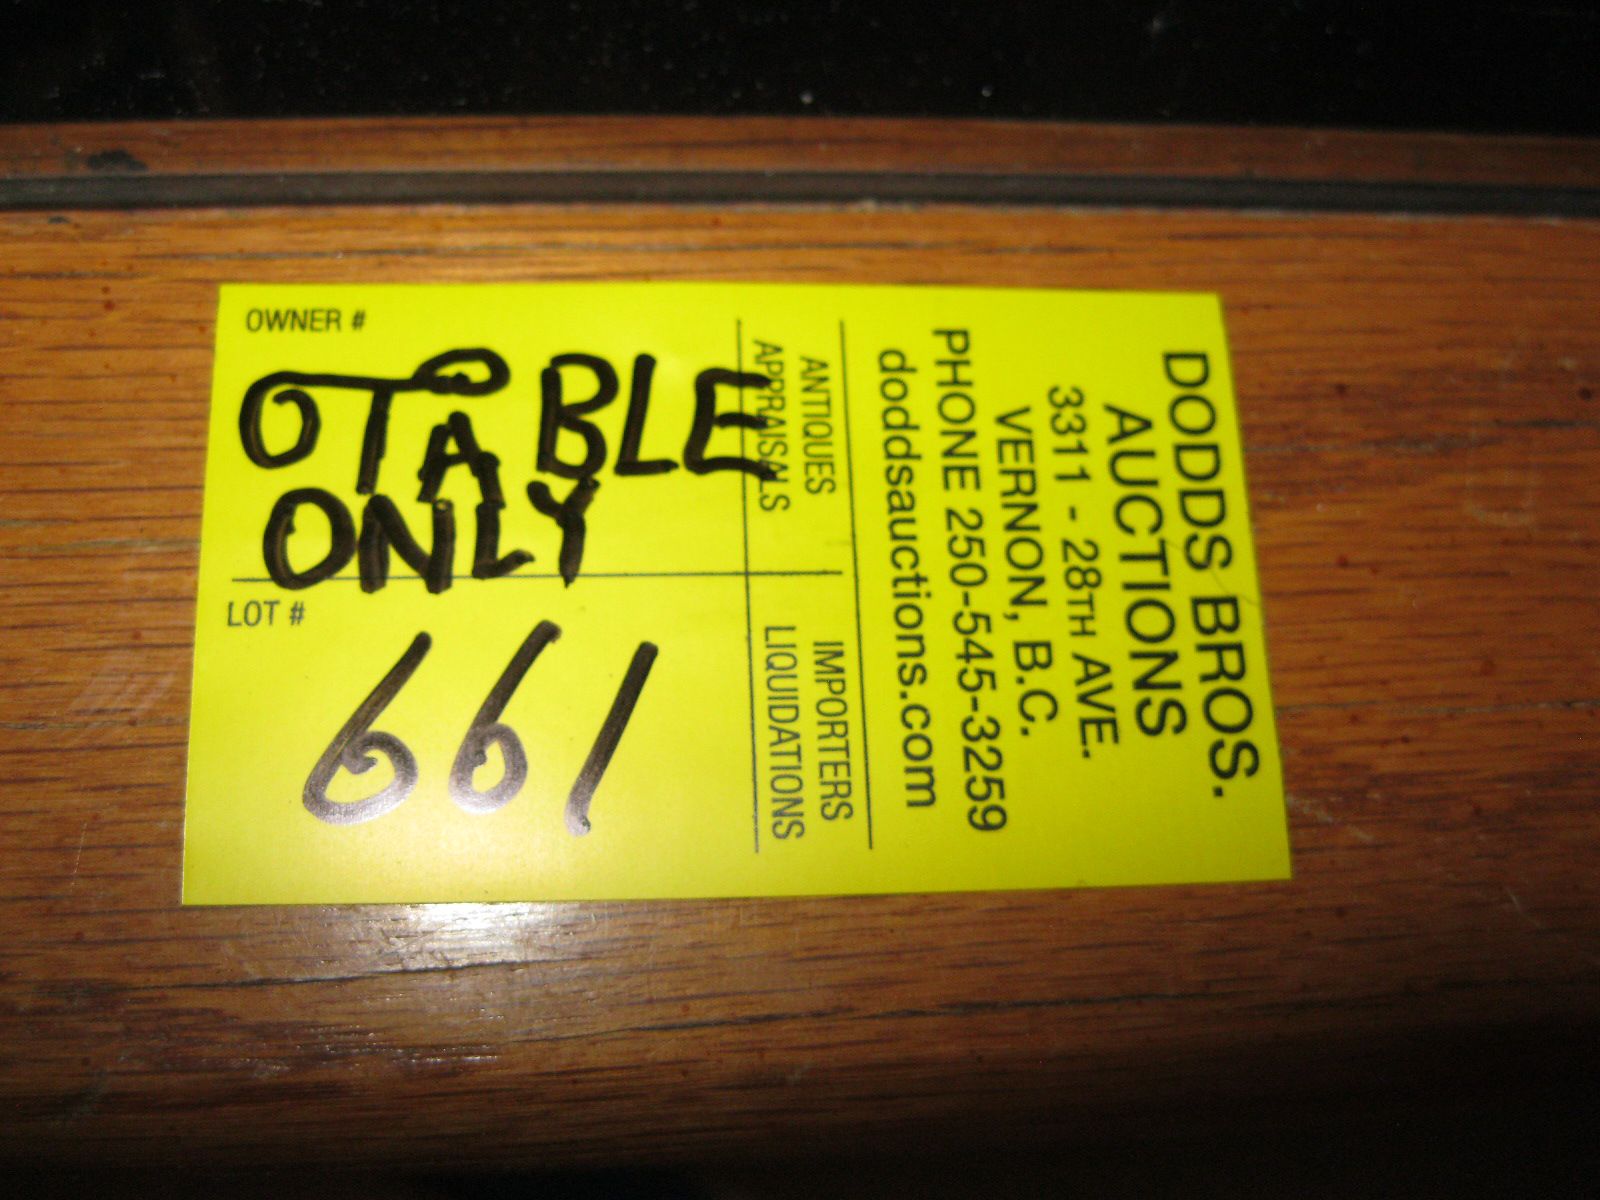 OWNER #
TABLE
ONLY
LOT #
661
ANTIQUES
APPRAISALS
IMPORTERS
LIQUIDATIONS
DODDS BROS.
AUCTIONS
3311 - 28TH AVE.
VERNON, B.C.
PHONE 250-545-3259
doddsauctions.com